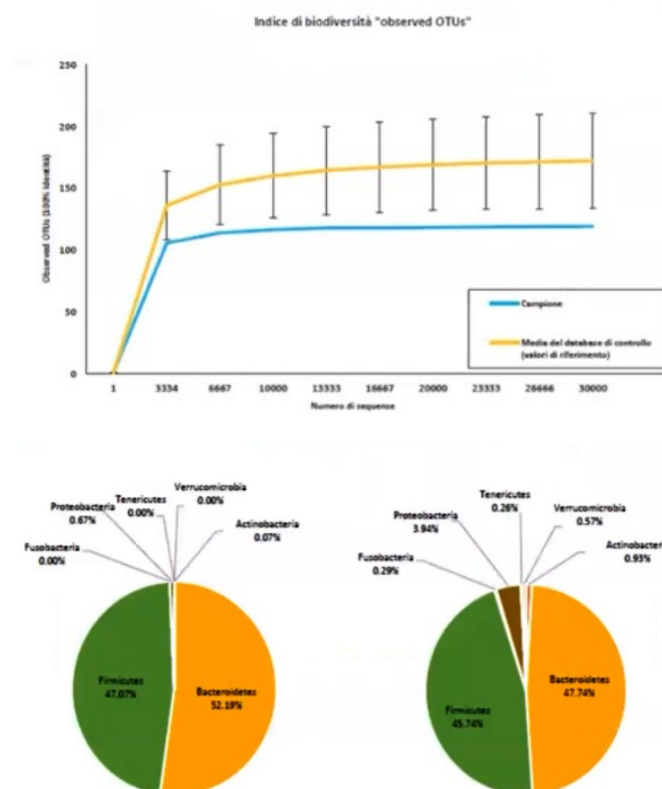 Indice di biodiversità "observed OTUs"
Observed OTUs (100% identità)
250
200
150
100
50
0
1 3334 6667 10000 13333 16667 20000 23333 26666 30000
Numero di sequenze
Campione
Media del database di controllo
(valori di riferimento)
Fusobacteria
0.00%
Proteobacteria
0.67%
Tenericutes
0.00%
Verrucomicrobia
0.00%
Actinobacteria
0.07%
Firmicutes
47.07%
Bacteroidetes
52.19%
Fusobacteria
0.29%
Proteobacteria
3.94%
Tenericutes
0.26%
Verrucomicrobia
0.57%
Actinobacteri
0.93%
Firmicutes
45.74%
Bacteroidetes
47.74%